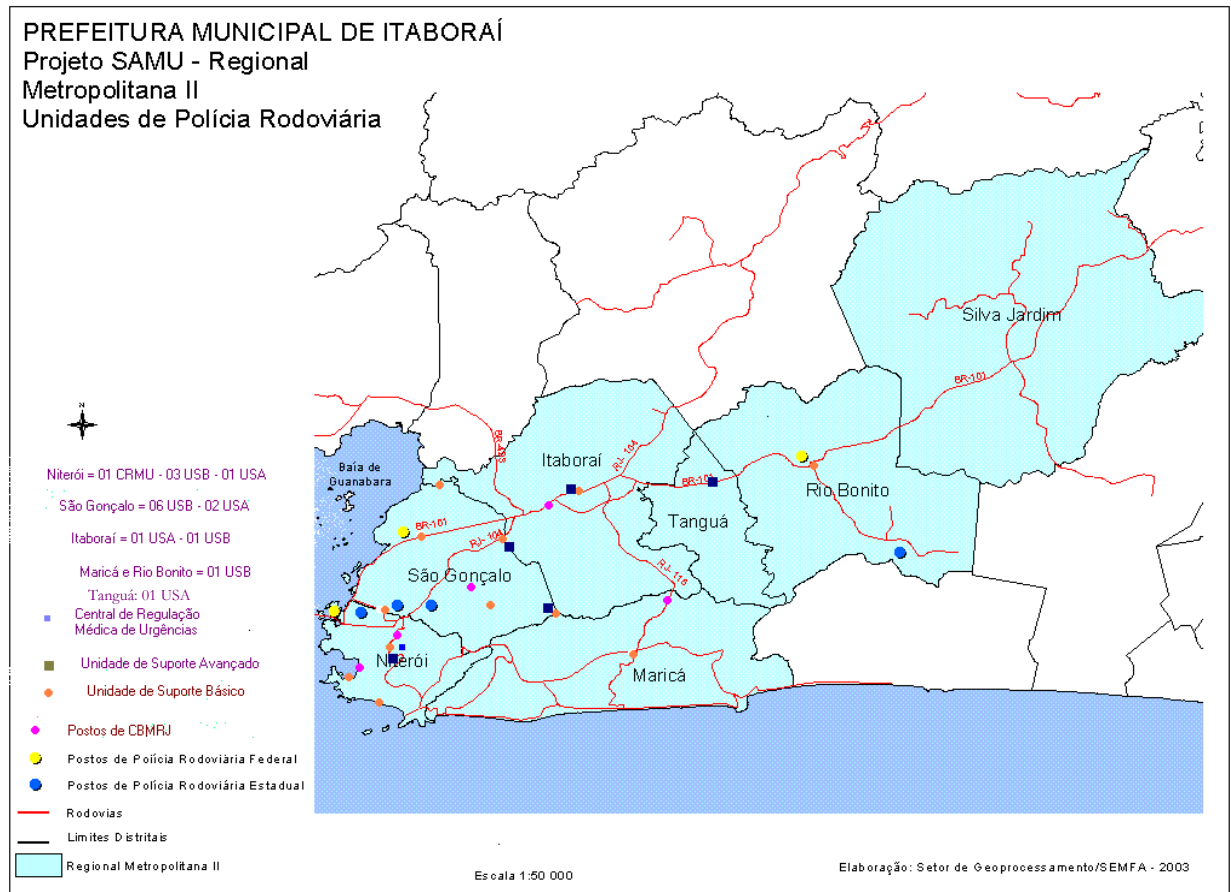 PREFEITURA MUNICIPAL DE ITABORAÍ
Projeto SAMU - Regional
Metropolitana II
Unidades de Polícia Rodoviária
Silva Jardim
BR-101
BR-493
RJ-104
Itaboraí
Baía de
Guanabara
BR-101
Rio Bonito
Tanguá
BR-101
RJ-104
São Gonçalo
RJ-116
Niterói
Maricá
N
Niterói = 01 CRMU - 03 USB - 01 USA
São Gonçalo = 06 USB - 02 USA
Itaboraí = 01 USA - 01 USB
Maricá e Rio Bonito = 01 USB
Tanguá: 01 USA
Central de Regulação
Médica de Urgências
Unidade de Suporte Avançado
Unidade de Suporte Básico
Postos de CBMRJ
Postos de Polícia Rodoviária Federal
Postos de Polícia Rodoviária Estadual
Rodovias
Limites Distritais
Regional Metropolitana II
Escala 1:50 000
Elaboração: Setor de Geoprocessamento/SEMFA - 2003